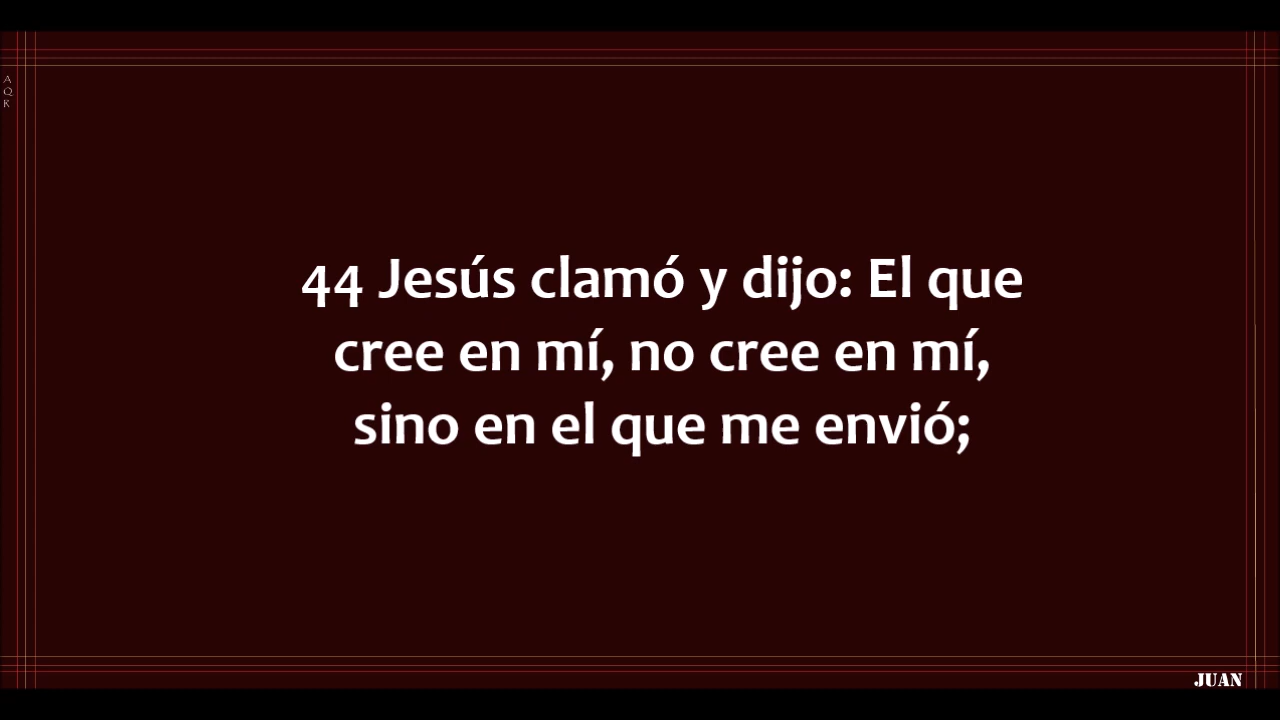 A
Q
R
44 Jesús clamó y dijo: El que
cree en mí, no cree en mí,
sino en el que me envió;
JUAN